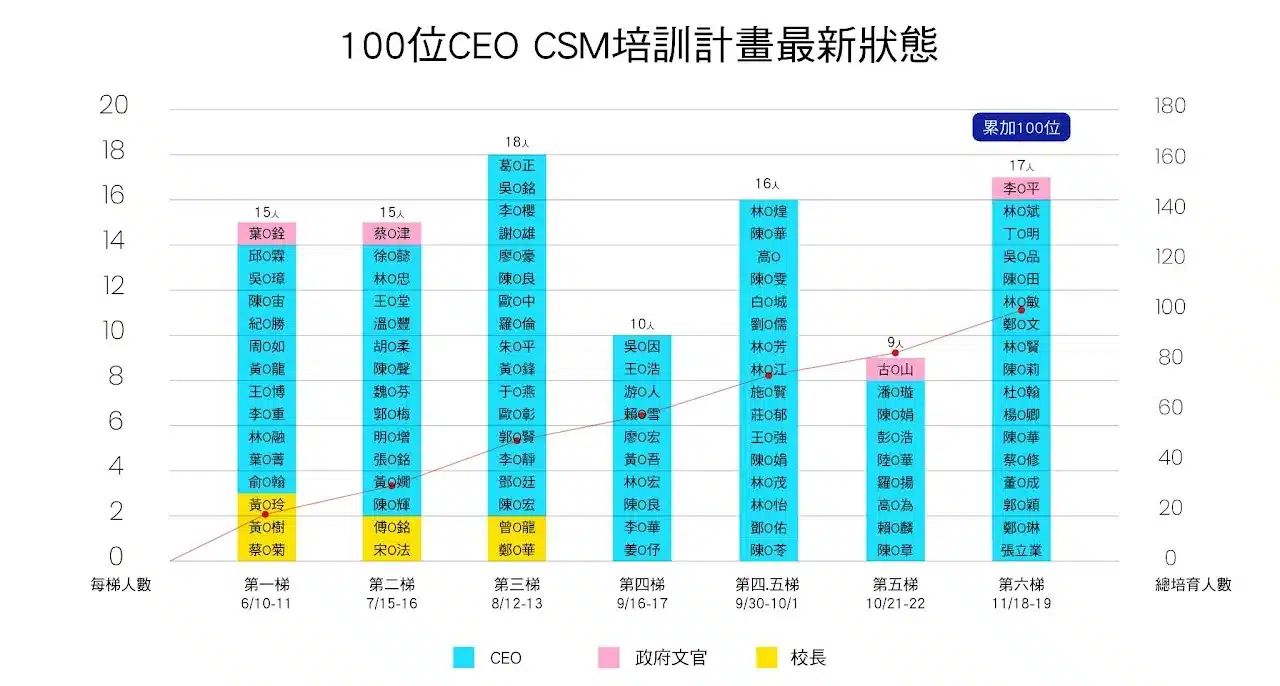 100位CEO CSM培訓計畫最新狀態
20
18
16
14
12
10
8
6
4
2
0
每梯人數
180
160
140
120
100
80
60
40
20
0
總培育人數
累加100位
15人
葉O銓
邱O霖
吳O璋
陳O宙
紀O勝
周O如
黃O龍
王O博
李O重
林O融
葉O菁
俞O翰
黃O玲
黃O樹
蔡O菊
第一梯
6/10-11
15人
蔡O津
徐O懿
林O忠
王O堂
溫O豐
胡O柔
陳O聲
魏O芬
郭O梅
明O增
張O銘
黃O嫺
陳O輝
傅O銘
宋O法
第二梯
7/15-16
18人
葛O正
吳O銘
李O櫻
謝O雄
廖O豪
陳O良
歐O中
羅O倫
朱O平
黃O鋒
于O燕
歐O彰
郭O賢
李O靜
鄧O廷
陳O宏
曾O龍
鄭O華
第三梯
8/12-13
10人
吳O因
王O浩
游O人
賴O雪
廖O宏
黃O吾
林O宏
陳O良
李O華
姜O伃
第四梯
9/16-17
16人
林O煌
陳O華
高O
陳O雯
白O城
劉O儒
林O芳
林O江
施O賢
莊O郁
王O強
陳O娟
林O茂
林O怡
鄧O佑
陳O苓
第四.五梯
9/30-10/1
9人
古O山
潘O璇
陳O娟
彭O浩
陸O華
羅O揚
高O為
賴O麟
陳O章
第五梯
10/21-22
17人
李O平
林O斌
丁O明
吳O品
陳O田
林O敏
鄭O文
林O賢
陳O莉
杜O翰
楊O卿
陳O華
蔡O修
董O成
郭O穎
鄭O琳
張立業
第六梯
11/18-19
CEO
政府文官
校長